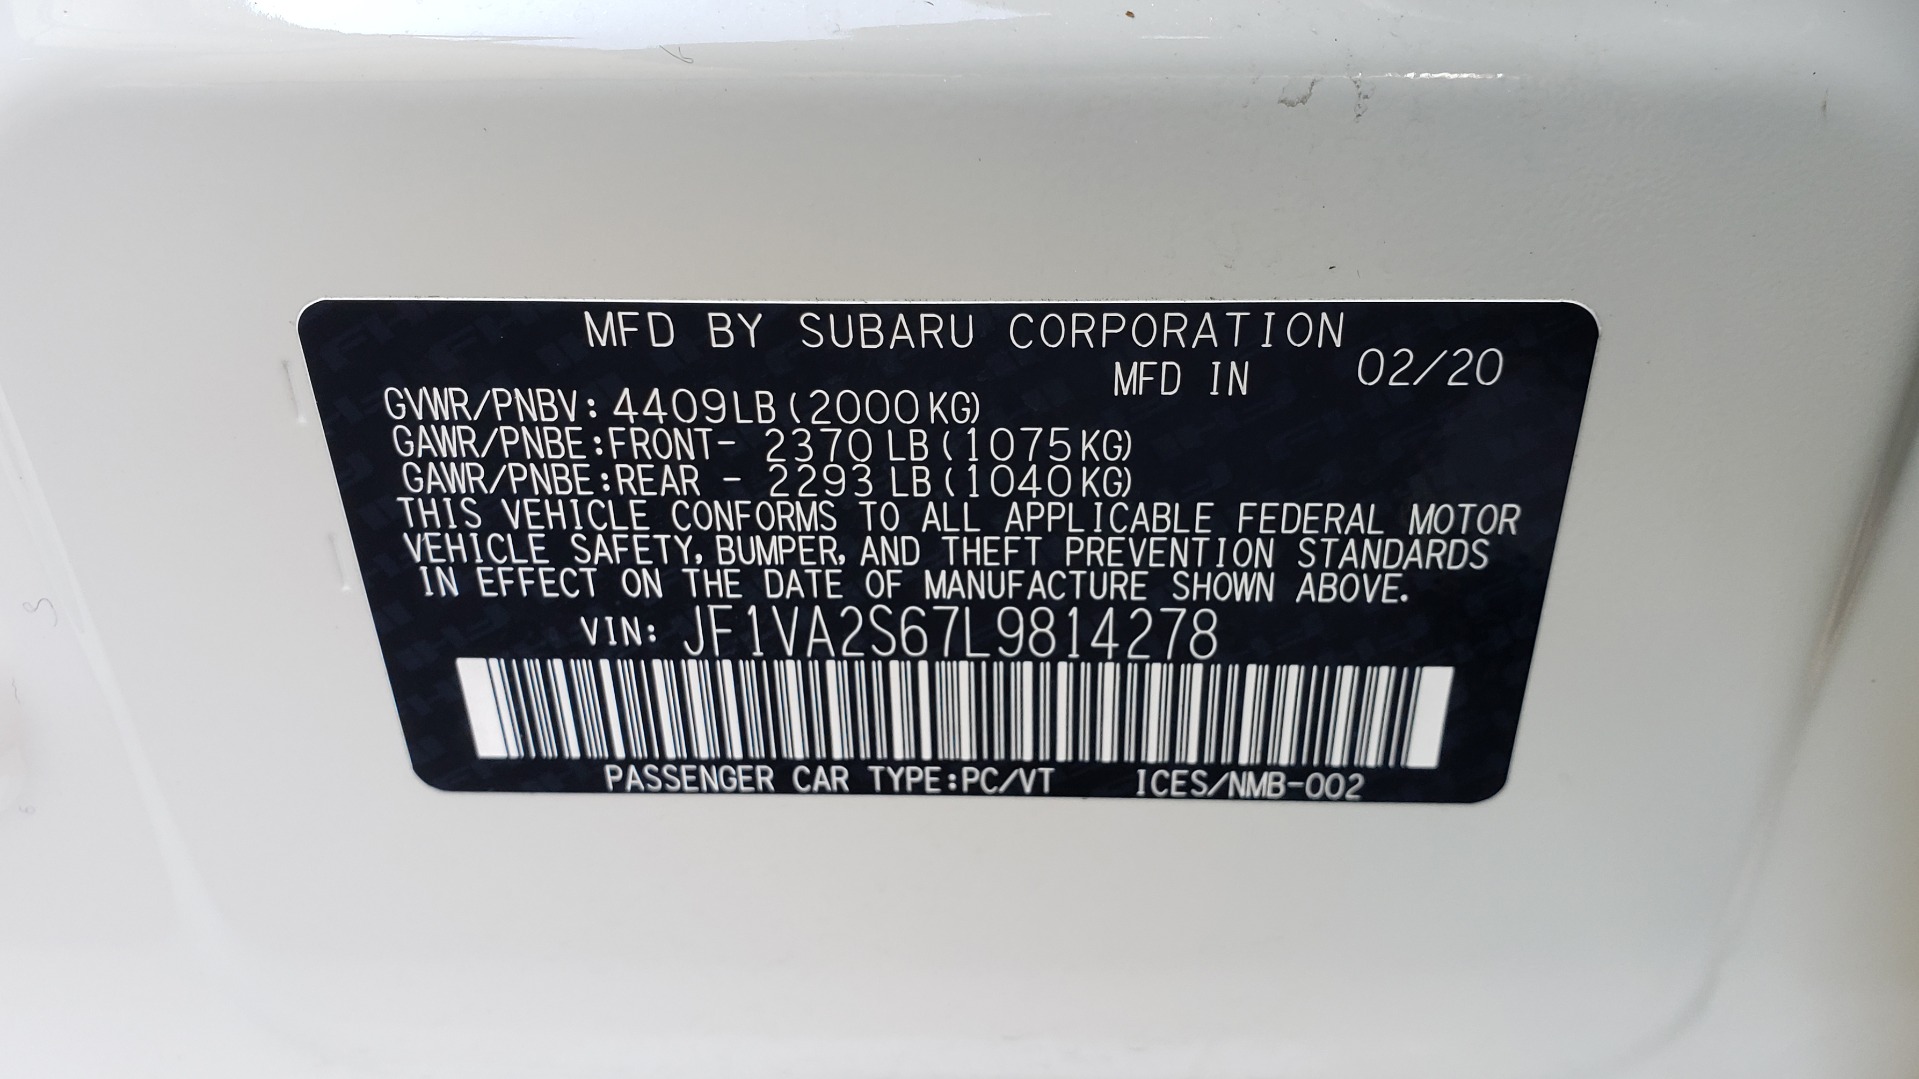 MFD BY SUBARU CORPORATION
MFD IN 02/20
GVWR/PNBV: 4409LB(2000KG)
GAWR/PNBE:FRONT- 2370LB(1075KG)
GAWR/PNBE:REAR - 2293LB(1040KG)
THIS VEHICLE CONFORMS TO ALL APPLICABLE FEDERAL MOTOR
VEHICLE SAFETY, BUMPER, AND THEFT PREVENTION STANDARDS
IN EFFECT ON THE DATE OF MANUFACTURE SHOWN ABOVE.
VIN: JF1VA2S67L9814278
PASSENGER CAR TYPE:PC/VT ICES/NMB-002